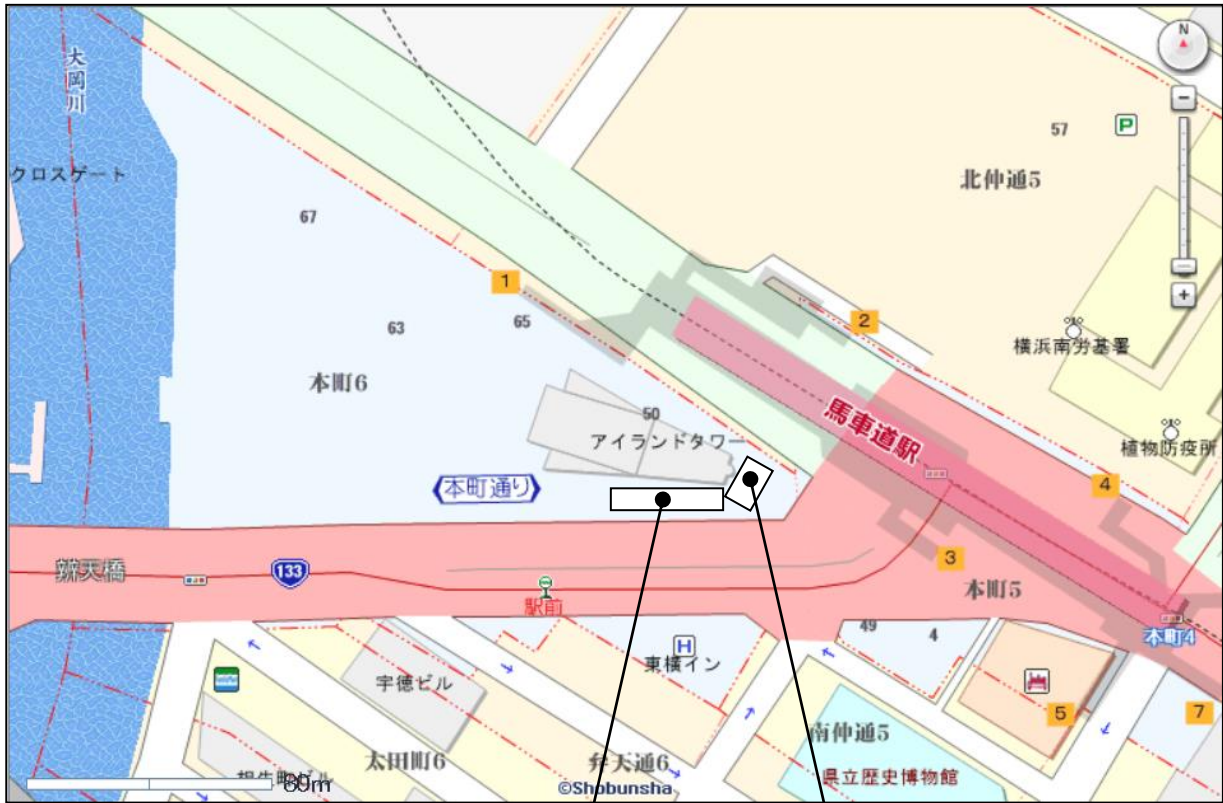 大岡川
クロスゲート
N
57
P
北仲通5
67
1
2
63
65
横浜南労基署
本町6
50
アイランドタワー
馬車道駅
植物防疫所
本町通り
4
3
辨天橋
133
駅前
本町5
49
4
本町4
H
東横イン
宇徳ビル
5
7
南仲通5
太田町6
弁天通6
80m
県立歴史博物館
©Shobunsha